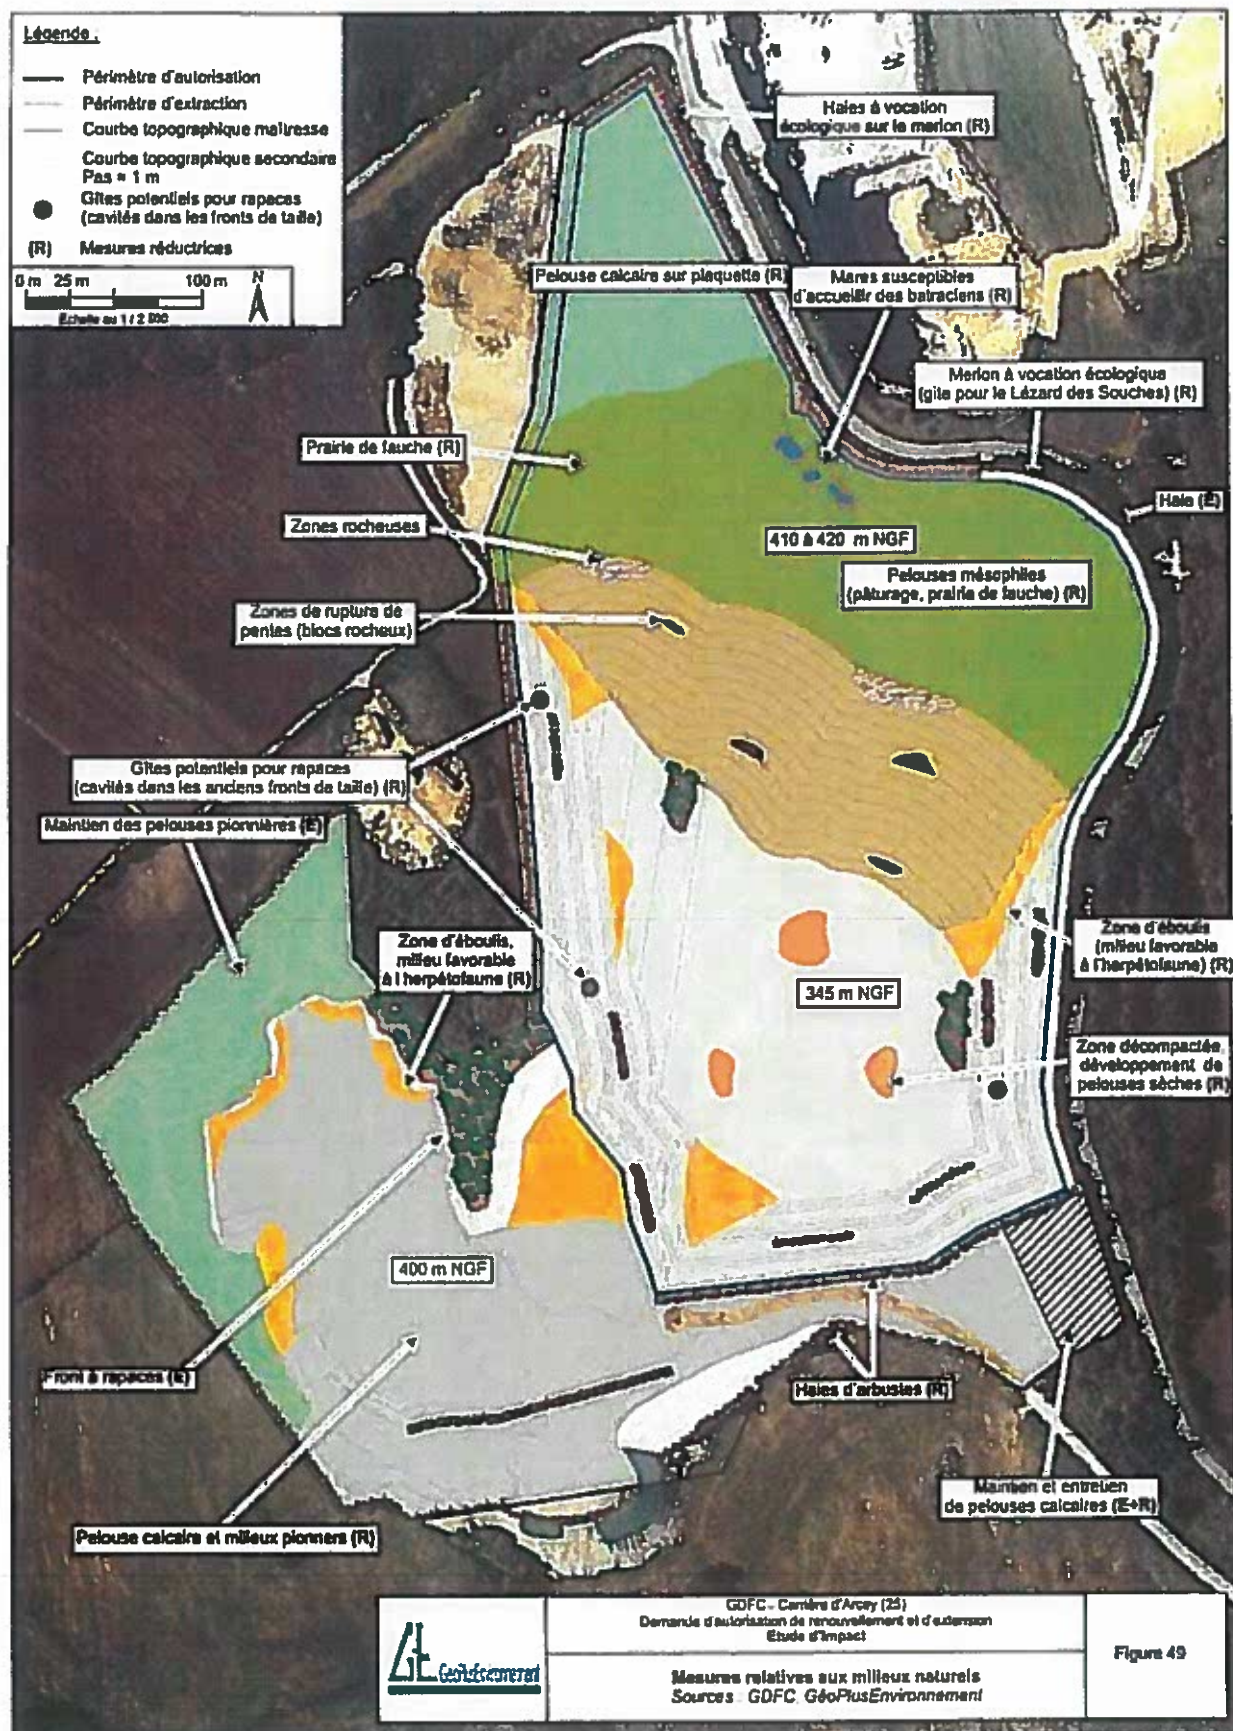 Légende :
Périmètre d'autorisation
Périmètre d'extraction
Courbe topographique maîtresse
Courbe topographique secondaire
Pas = 1 m
Gîtes potentiels pour rapaces
(cavités dans les fronts de taille)
(R) Mesures réductrices
0 m 25 m 100 m N
Echelle au 1 / 2 500
Haies à vocation
écologique sur le merlon (R)
Pelouse calcaire sur plaquette (R)
Mares susceptibles
d'accueillir des batraciens (R)
Merlon à vocation écologique
(gîte pour le Lézard des Souches) (R)
Prairie de fauche (R)
Haie (E)
Zones rocheuses
410 à 420 m NGF
Pelouses mésophiles
(pâturage, prairie de fauche) (R)
Zones de rupture de
pentes (blocs rocheux)
Gîtes potentiels pour rapaces
(cavités dans les anciens fronts de taille) (R)
Maintien des pelouses pionnières (E)
Zone d'éboulis,
milieu favorable
à l'herpétofaune (R)
Zone d'éboulis
(milieu favorable
à l'herpétofaune) (R)
345 m NGF
Zone décompactée,
développement de
pelouses sèches (R)
400 m NGF
Front à rapaces (E)
Haies d'arbustes (R)
Maintien et entretien
de pelouses calcaires (E+R)
Pelouse calcaire et milieux pionners (R)
GE GéoPlusEnvironnement
GDFC - Carrière d'Arcey (25)
Demande d'autorisation de renouvellement et d'extension
Etude d'Impact
Mesures relatives aux milieux naturels
Sources : GDFC, GéoPlusEnvironnement
Figure 49